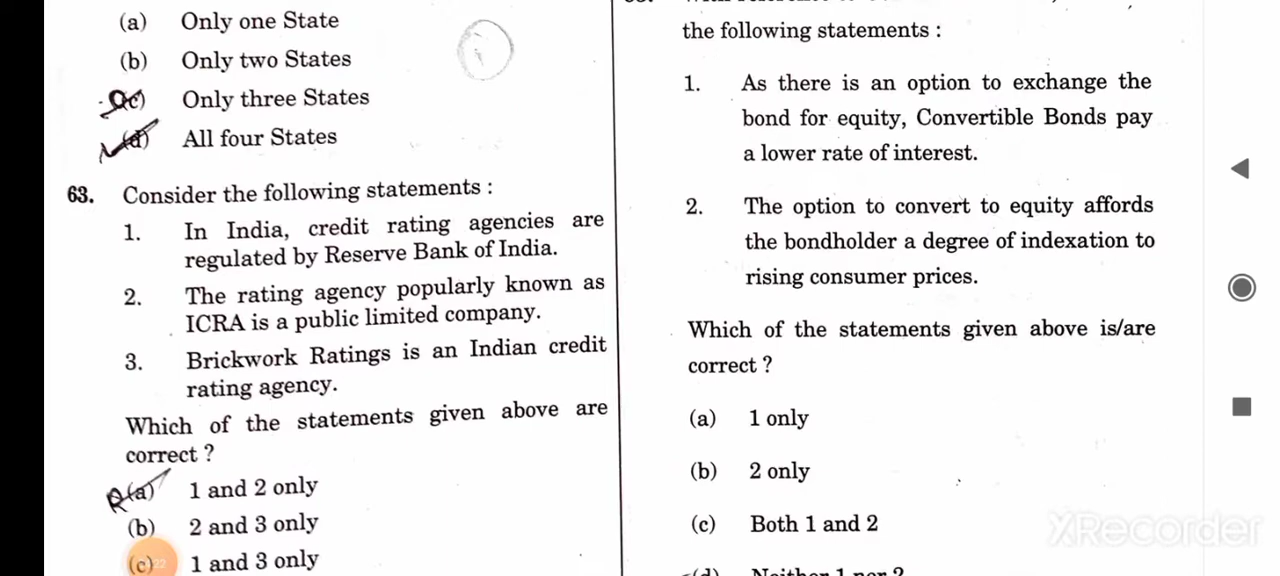 (a) Only one State
(b) Only two States
(c) Only three States
(d) All four States
63. Consider the following statements :
1. In India, credit rating agencies are
regulated by Reserve Bank of India.
2. The rating agency popularly known as
ICRA is a public limited company.
3. Brickwork Ratings is an Indian credit
rating agency.
Which of the statements given above are
correct ?
(a) 1 and 2 only
(b) 2 and 3 only
(c) 1 and 3 only
22
the following statements :
1. As there is an option to exchange the
bond for equity, Convertible Bonds pay
a lower rate of interest.
2. The option to convert to equity affords
the bondholder a degree of indexation to
rising consumer prices.
Which of the statements given above is/are
correct ?
(a) 1 only
(b) 2 only
(c) Both 1 and 2
(d) Neither 1 nor 2
XRecorder